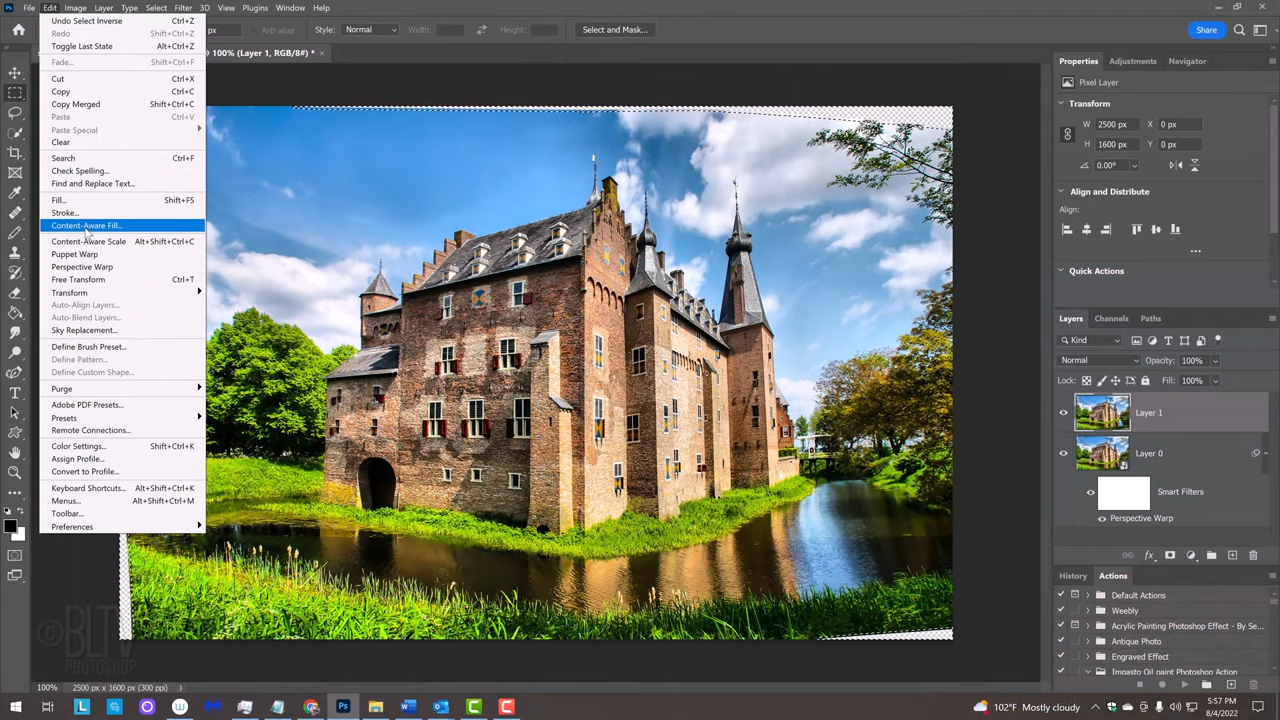 File Edit Image Layer Type Select Filter 3D View Plugins Window Help
px Anti-alias Style: Normal Width: Height: Select and Mask... Share
100% (Layer 1, RGB/8#) * ×
Undo Select Inverse Ctrl+Z
Redo Shift+Ctrl+Z
Toggle Last State Alt+Ctrl+Z
Fade... Shift+Ctrl+F
Cut Ctrl+X
Copy Ctrl+C
Copy Merged Shift+Ctrl+C
Paste Ctrl+V
Paste Special
Clear
Search Ctrl+F
Check Spelling...
Find and Replace Text...
Fill... Shift+F5
Stroke...
Content-Aware Fill...
Content-Aware Scale Alt+Shift+Ctrl+C
Puppet Warp
Perspective Warp
Free Transform Ctrl+T
Transform
Auto-Align Layers...
Auto-Blend Layers...
Sky Replacement...
Define Brush Preset...
Define Pattern...
Define Custom Shape...
Purge
Adobe PDF Presets...
Presets
Remote Connections...
Color Settings... Shift+Ctrl+K
Assign Profile...
Convert to Profile...
Keyboard Shortcuts... Alt+Shift+Ctrl+K
Menus... Alt+Shift+Ctrl+M
Toolbar...
Preferences
Properties Adjustments Navigator
Pixel Layer
Transform
W 2500 px X 0 px
H 1600 px Y 0 px
0.00°
Align and Distribute
Align:
Quick Actions
Layers Channels Paths
Kind
Normal Opacity: 100%
Lock: Fill: 100%
Layer 1
Layer 0
Smart Filters
Perspective Warp
History Actions
Default Actions
Weebly
Acrylic Painting Photoshop Effect - By Se...
Antique Photo
Engraved Effect
Impasto Oil paint Photoshop Action
© BLTV
PHOTOSHOP
100% 2500 px x 1600 px (300 ppi)
102°F Mostly cloudy
5:57 PM
8/4/2022